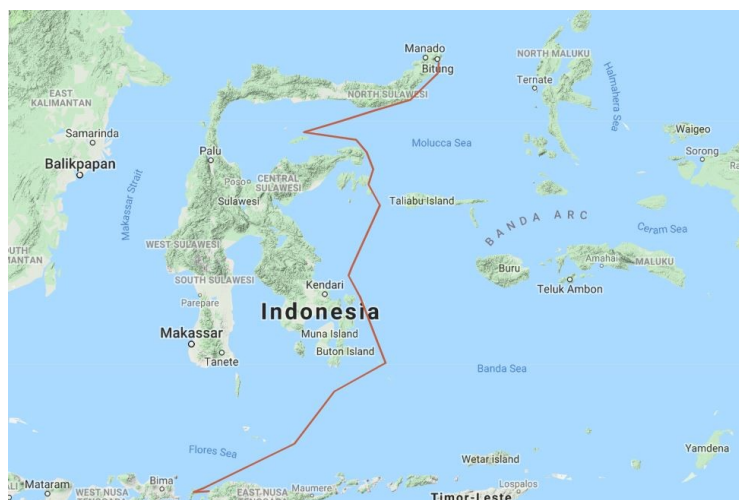 Manado
Bitung
NORTH MALUKU
Ternate
Halmahera Sea
EAST
KALIMANTAN
NORTH SULAWESI
Samarinda
Balikpapan
Molucca Sea
Waigeo
Sorong
Palu
Poso
CENTRAL
SULAWESI
Sulawesi
Makassar Strait
Taliabu Island
BANDA ARC
Ceram Sea
WEST SULAWESI
SOUTH SULAWESI
Buru
Amahai
MALUKU
Teluk Ambon
Kendari
Parepare
Indonesia
Makassar
Muna Island
Buton Island
Tanete
Banda Sea
Flores Sea
Wetar island
Yamdena
Mataram
WEST NUSA
Bima
EAST NUSA
Maumere
Lospalos
Timor-Leste